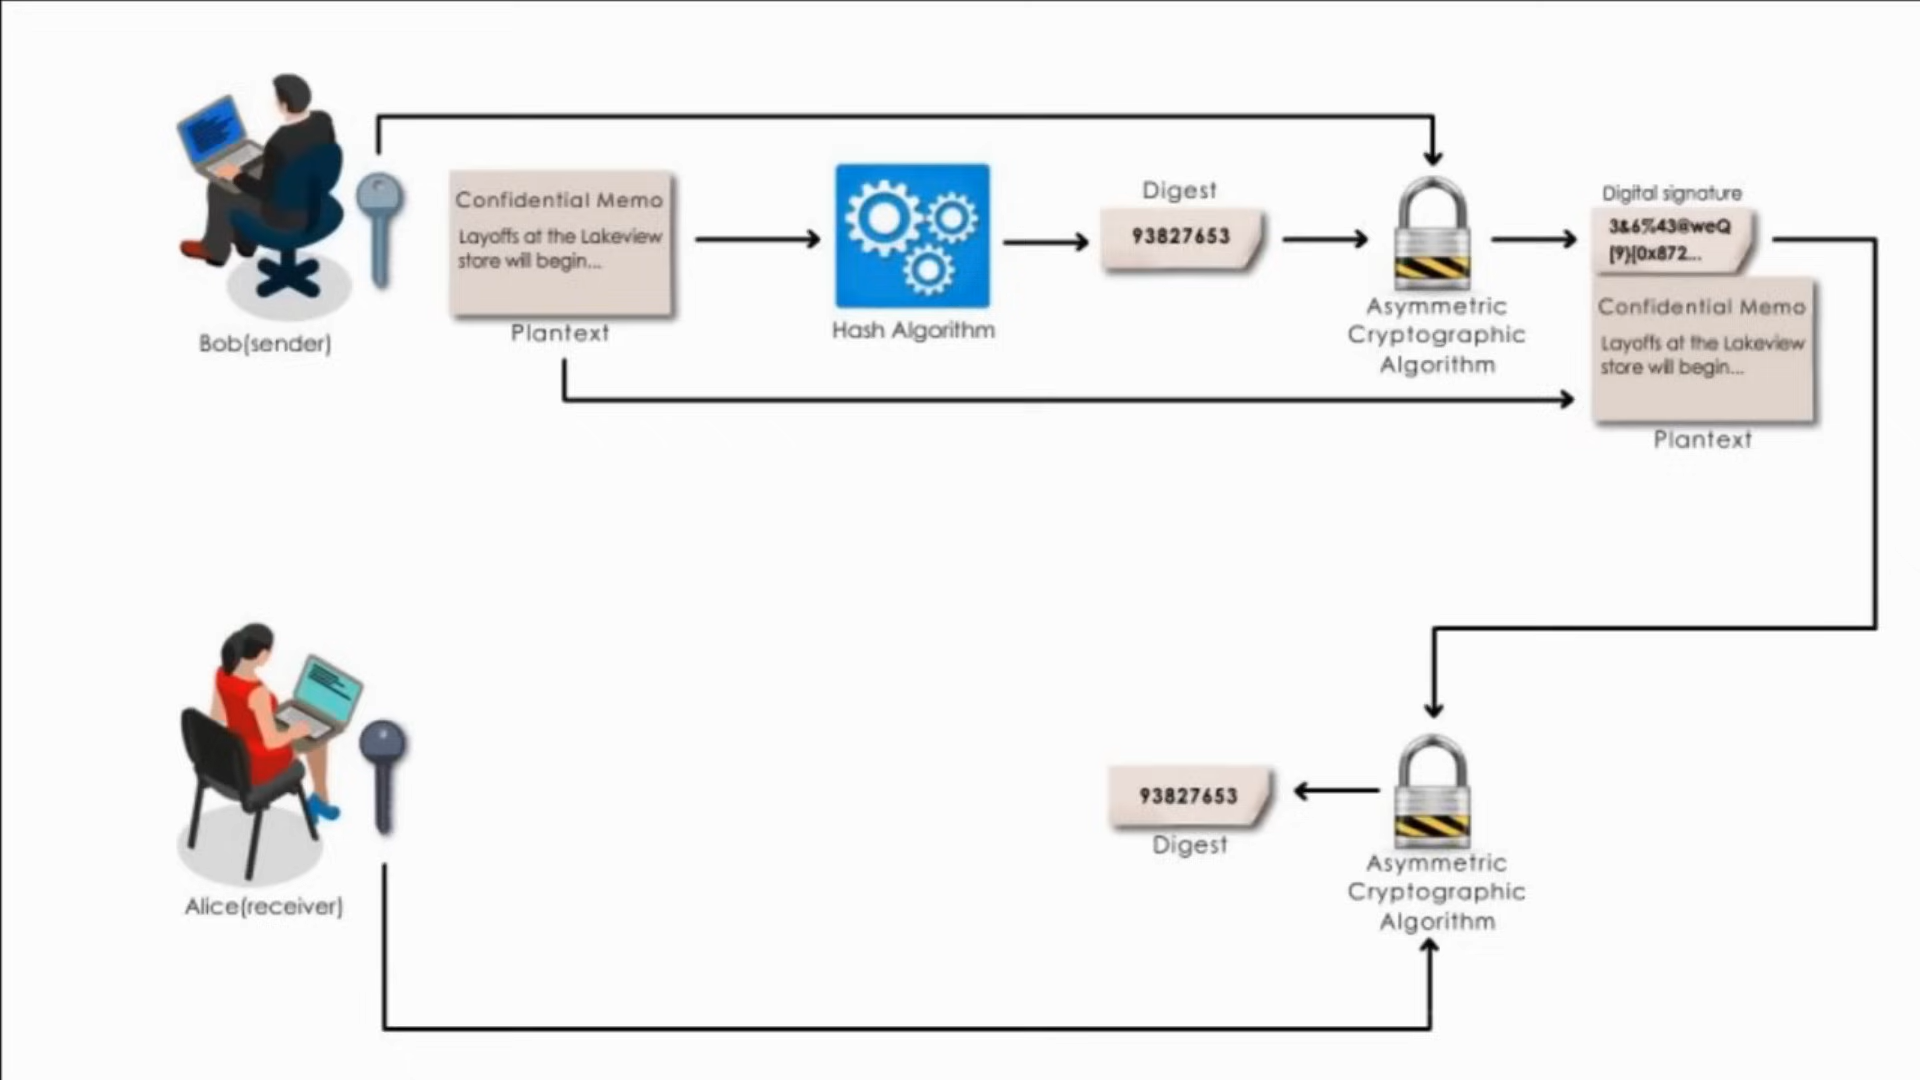 Bob(sender)
Confidential Memo
Layoffs at the Lakeview
store will begin...
Plantext
Hash Algorithm
Digest
93827653
Asymmetric
Cryptographic
Algorithm
Digital signature
3&6%43@weQ
[9}[0x872...
Confidential Memo
Layoffs at the Lakeview
store will begin...
Plantext
Alice(receiver)
93827653
Digest
Asymmetric
Cryptographic
Algorithm